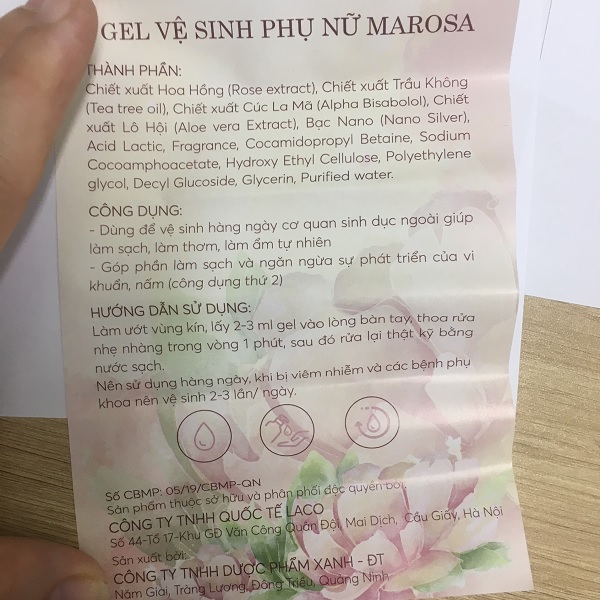 GEL VỆ SINH PHỤ NỮ MAROSA
THÀNH PHẦN:
Chiết xuất Hoa Hồng (Rose extract), Chiết xuất Trầu Không
(Tea tree oil), Chiết xuất Cúc La Mã (Alpha Bisabolol), Chiết
xuất Lô Hội (Aloe vera Extract), Bạc Nano (Nano Silver),
Acid Lactic, Fragrance, Cocamidopropyl Betaine, Sodium
Cocoamphoacetate, Hydroxy Ethyl Cellulose, Polyethylene
glycol, Decyl Glucoside, Glycerin, Purified water.
CÔNG DỤNG:
- Dùng để vệ sinh hàng ngày cơ quan sinh dục ngoài giúp
làm sạch, làm thơm, làm ẩm tự nhiên
- Góp phần làm sạch và ngăn ngừa sự phát triển của vi
khuẩn, nấm (công dụng thứ 2)
HƯỚNG DẪN SỬ DỤNG:
Làm ướt vùng kín, lấy 2-3 ml gel vào lòng bàn tay, thoa rửa
nhẹ nhàng trong vòng 1 phút, sau đó rửa lại thật kỹ bằng
nước sạch.
Nên sử dụng hàng ngày, khi bị viêm nhiễm và các bệnh phụ
khoa nên vệ sinh 2-3 lần/ ngày.
Số CBMP: 05/19/CBMP-QN
Sản phẩm thuộc sở hữu và phân phối độc quyền bởi:
CÔNG TY TNHH QUỐC TẾ LACO
Số 44-Tổ 17-Khu GD Văn Công Quân Đội, Mai Dịch, Cầu Giấy, Hà Nội
Sản xuất bởi:
CÔNG TY TNHH DƯỢC PHẨM XANH - ĐT
Năm Giai, Tràng Lương, Đông Triều, Quảng Ninh